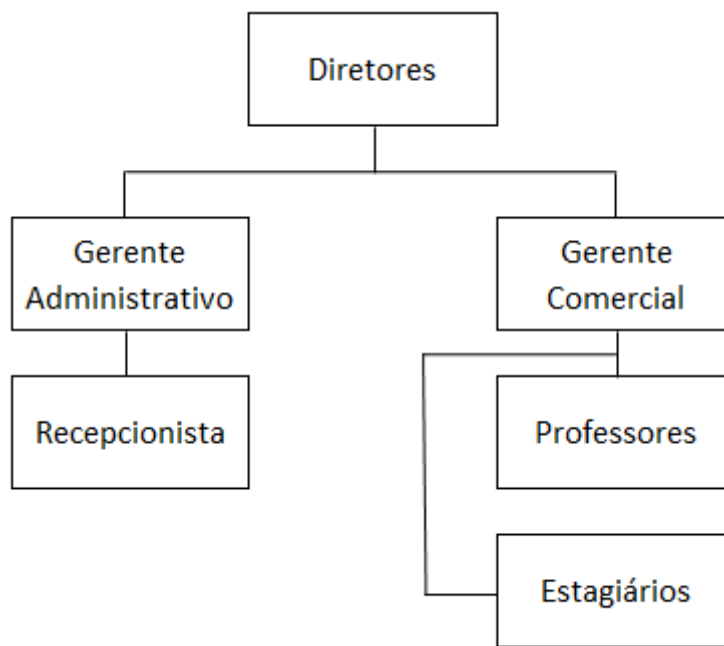 Diretores
Gerente
Administrativo
Gerente
Comercial
Recepcionista
Professores
Estagiários